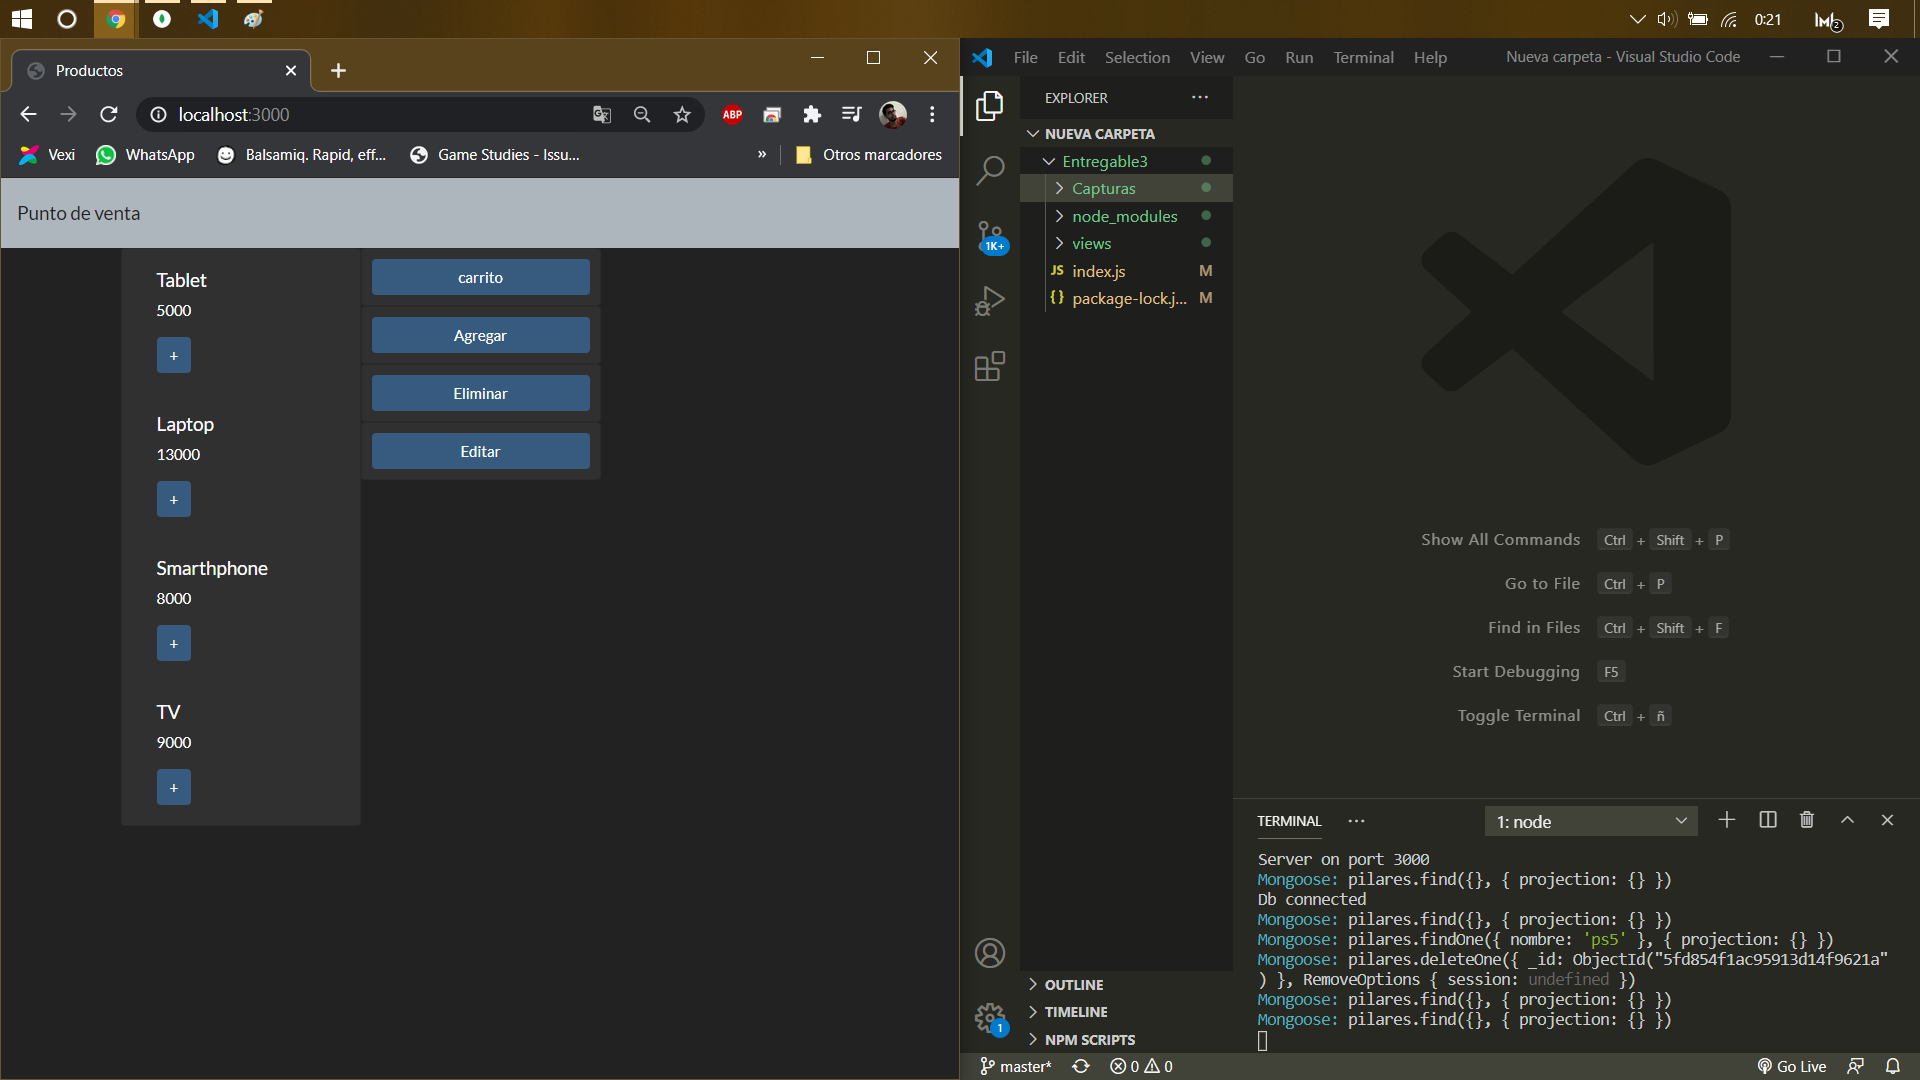 0:21
2
Productos
localhost:3000
ABP
Vexi
WhatsApp
Balsamiq. Rapid, eff...
Game Studies - Issu...
»
Otros marcadores
Punto de venta
Tablet
5000
+
Laptop
13000
+
Smarthphone
8000
+
TV
9000
+
carrito
Agregar
Eliminar
Editar
File Edit Selection View Go Run Terminal Help
Nueva carpeta - Visual Studio Code
EXPLORER
1K+
1
NUEVA CARPETA
Entregable3
Capturas
node_modules
views
JS index.js M
{} package-lock.j... M
OUTLINE
TIMELINE
NPM SCRIPTS
Show All Commands Ctrl + Shift + P
Go to File Ctrl + P
Find in Files Ctrl + Shift + F
Start Debugging F5
Toggle Terminal Ctrl + ñ
TERMINAL ... 1: node
Server on port 3000
Mongoose: pilares.find({}, { projection: {} })
Db connected
Mongoose: pilares.find({}, { projection: {} })
Mongoose: pilares.findOne({ nombre: 'ps5' }, { projection: {} })
Mongoose: pilares.deleteOne({ _id: ObjectId("5fd854f1ac95913d14f9621a"
) }, RemoveOptions { session: undefined })
Mongoose: pilares.find({}, { projection: {} })
Mongoose: pilares.find({}, { projection: {} })
master* 0 0 Go Live